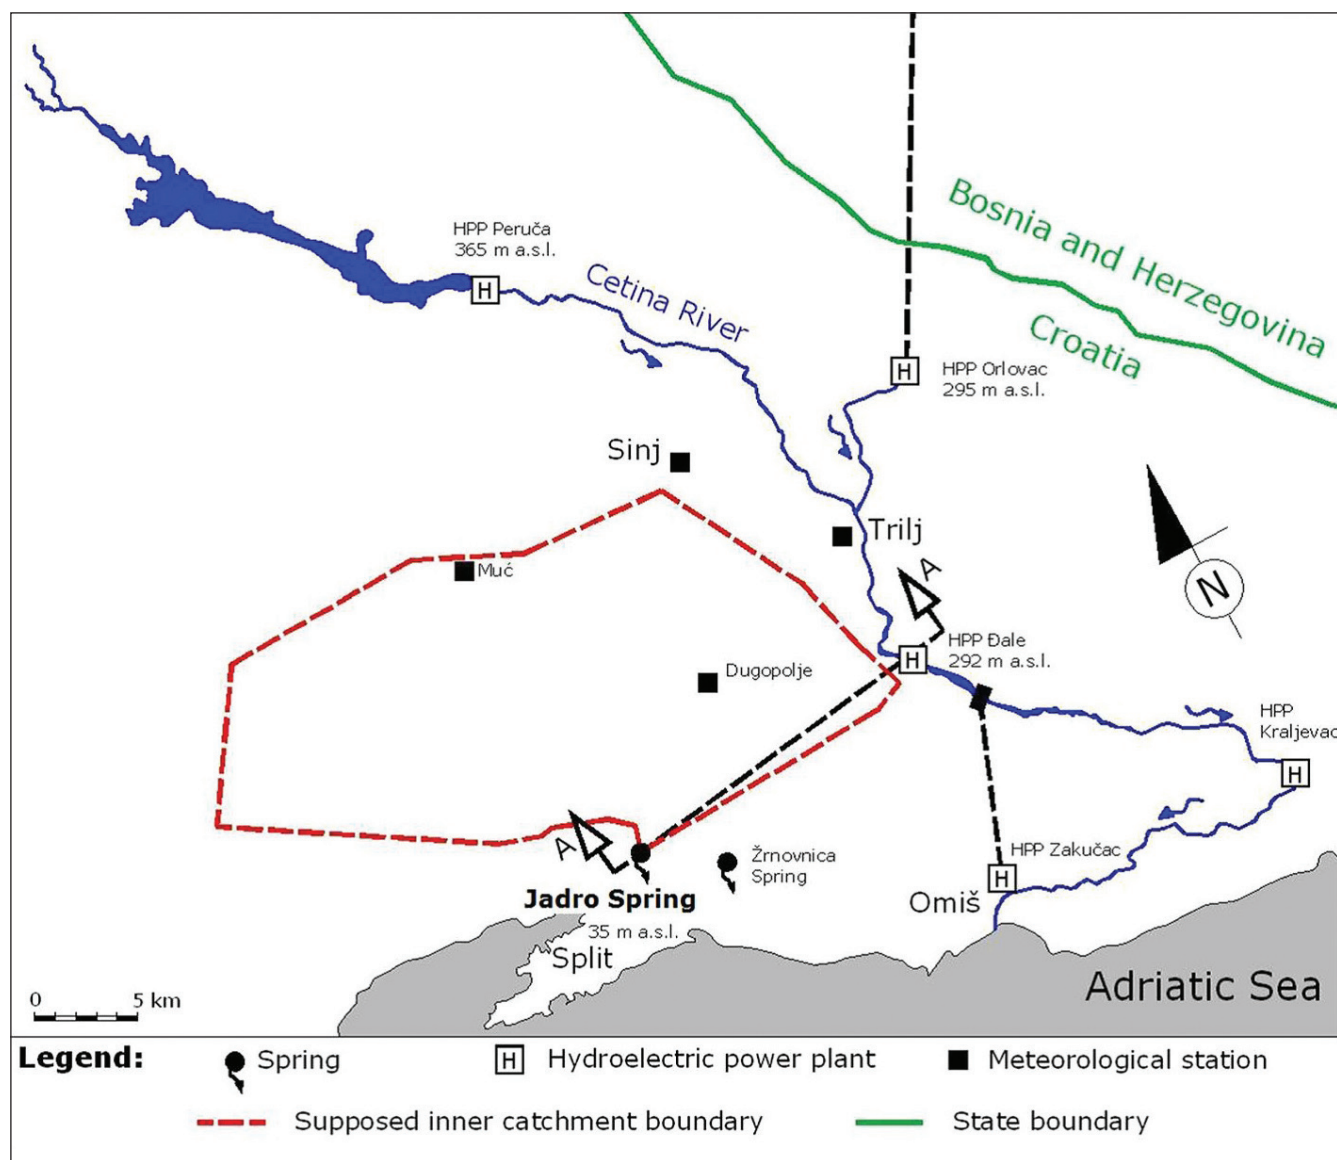 HPP Peruča
365 m a.s.l.
H
Cetina River
Bosnia and Herzegovina
Croatia
H
HPP Orlovac
295 m a.s.l.
Sinj
Trilj
Muć
A
N
HPP Đale
292 m a.s.l.
H
Dugopolje
HPP
Kraljevac
H
A
Žrnovnica
Spring
HPP Zakučac
H
Jadro Spring
35 m a.s.l.
Omiš
Split
Adriatic Sea
0 5 km
Legend:
Spring
H Hydroelectric power plant
Meteorological station
Supposed inner catchment boundary
State boundary